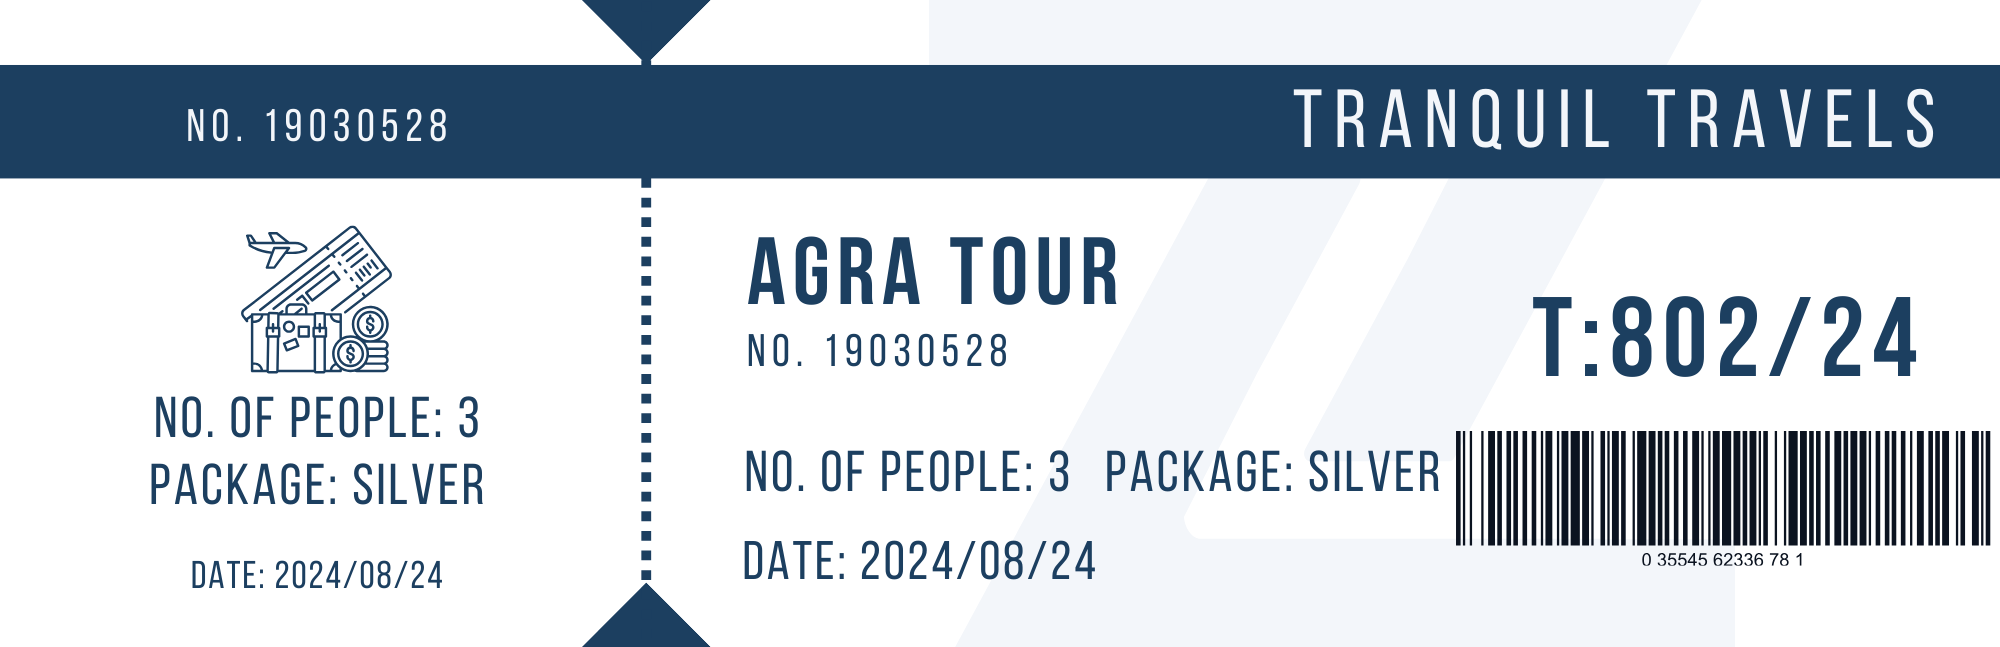 NO. 19030528
NO. OF PEOPLE: 3
PACKAGE: SILVER
DATE: 2024/08/24
TRANQUIL TRAVELS
AGRA TOUR
NO. 19030528
NO. OF PEOPLE: 3 PACKAGE: SILVER
DATE: 2024/08/24
T:802/24
0 35545 62336 78 1